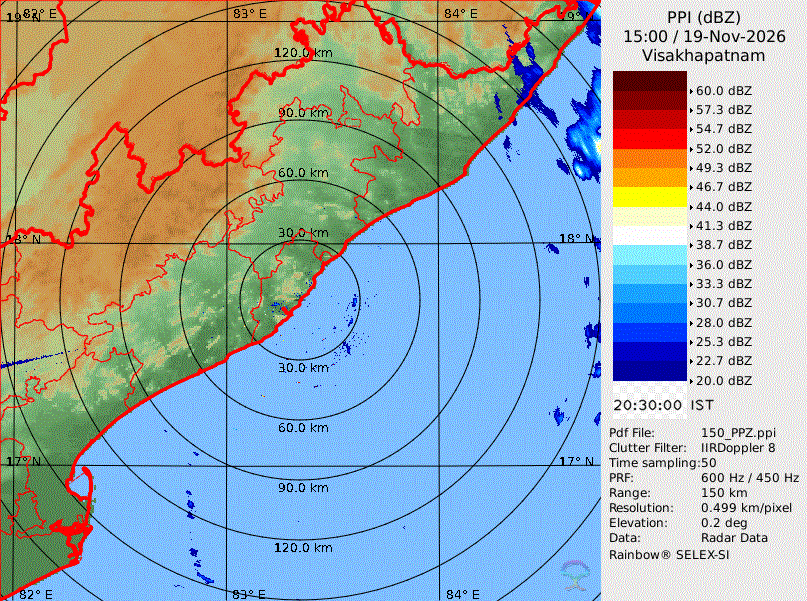 82° E
83° E
84° E
19° N
19° N
120.0 km
90.0 km
60.0 km
30.0 km
18° N
18° N
30.0 km
60.0 km
17° N
17° N
90.0 km
120.0 km
82° E
83° E
84° E
PPI (dBZ)
15:00 / 19-Nov-2026
Visakhapatnam
60.0 dBZ
57.3 dBZ
54.7 dBZ
52.0 dBZ
49.3 dBZ
46.7 dBZ
44.0 dBZ
41.3 dBZ
38.7 dBZ
36.0 dBZ
33.3 dBZ
30.7 dBZ
28.0 dBZ
25.3 dBZ
22.7 dBZ
20.0 dBZ
20:30:00 IST
Pdf File: 150_PPZ.ppi
Clutter Filter: IIRDoppler 8
Time sampling:50
PRF: 600 Hz / 450 Hz
Range: 150 km
Resolution: 0.499 km/pixel
Elevation: 0.2 deg
Data: Radar Data
Rainbow® SELEX-SI